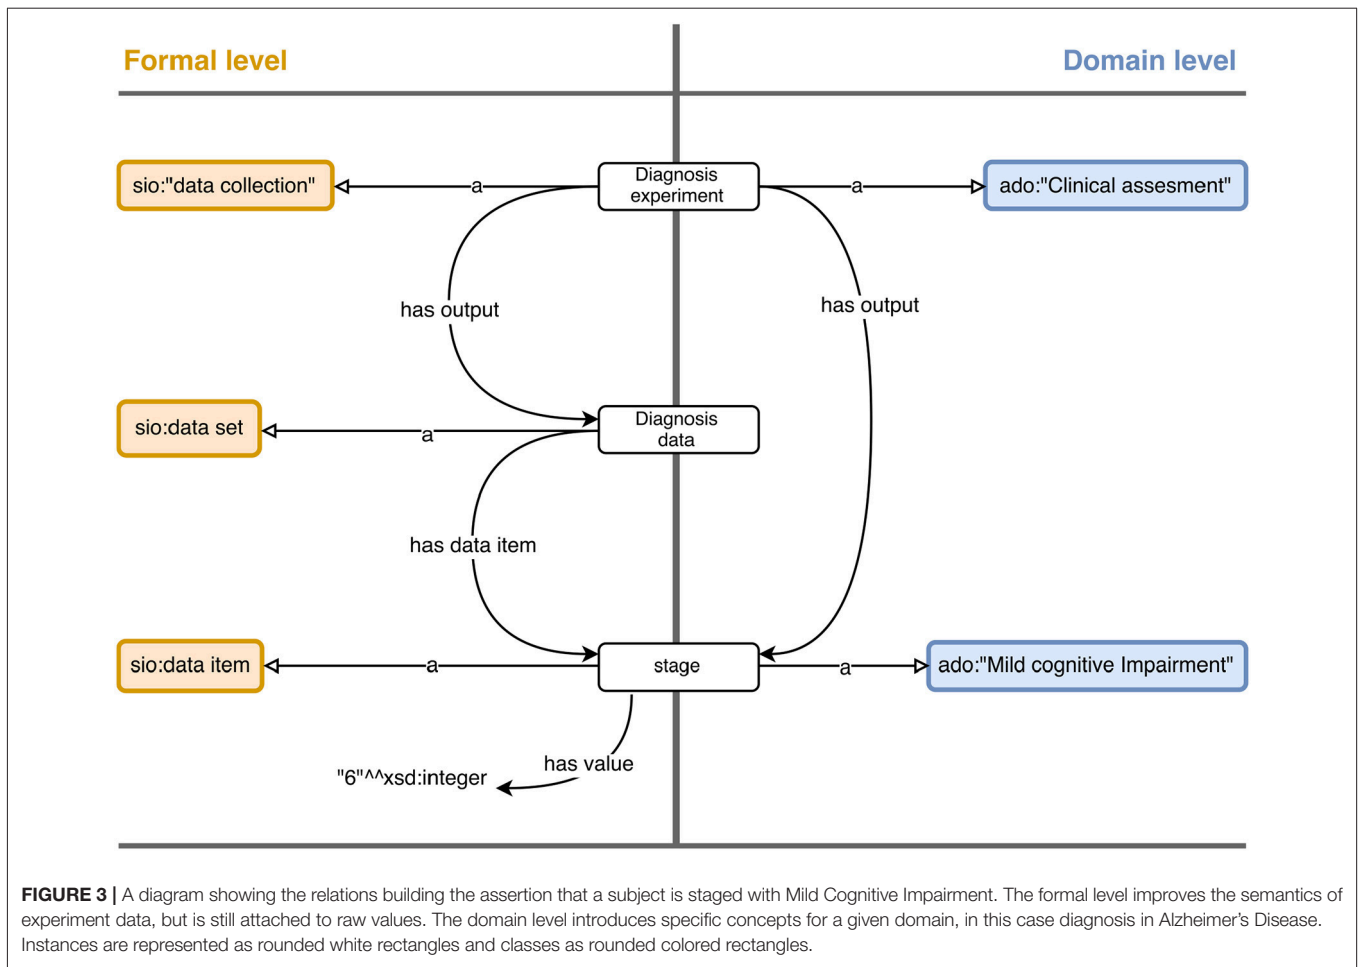 Formal level
Domain level
sio:"data collection"
a
Diagnosis
experiment
a
ado:"Clinical assesment"
has output
has output
sio:data set
a
Diagnosis
data
has data item
sio:data item
a
stage
a
ado:"Mild cognitive Impairment"
has value
"6"^^xsd:integer
FIGURE 3 | A diagram showing the relations building the assertion that a subject is staged with Mild Cognitive Impairment. The formal level improves the semantics of
experiment data, but is still attached to raw values. The domain level introduces specific concepts for a given domain, in this case diagnosis in Alzheimer's Disease.
Instances are represented as rounded white rectangles and classes as rounded colored rectangles.